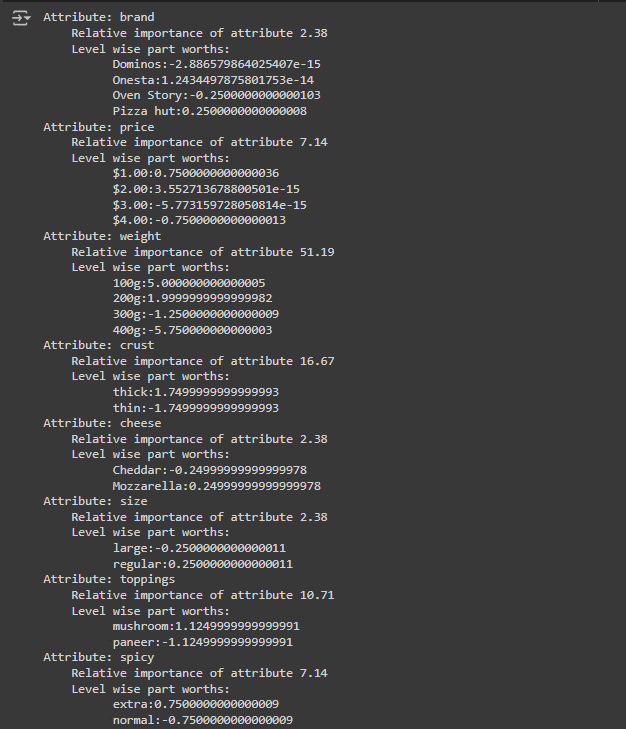 Attribute: brand
Relative importance of attribute 2.38
Level wise part worths:
Dominos:-2.886579864025407e-15
Onesta:1.2434497875801753e-14
Oven Story:-0.2500000000000103
Pizza hut:0.2500000000000008
Attribute: price
Relative importance of attribute 7.14
Level wise part worths:
$1.00:0.7500000000000036
$2.00:3.552713678800501e-15
$3.00:-5.773159728050814e-15
$4.00:-0.7500000000000013
Attribute: weight
Relative importance of attribute 51.19
Level wise part worths:
100g:5.000000000000005
200g:1.9999999999999982
300g:-1.2500000000000009
400g:-5.750000000000003
Attribute: crust
Relative importance of attribute 16.67
Level wise part worths:
thick:1.7499999999999993
thin:-1.7499999999999993
Attribute: cheese
Relative importance of attribute 2.38
Level wise part worths:
Cheddar:-0.24999999999999978
Mozzarella:0.24999999999999978
Attribute: size
Relative importance of attribute 2.38
Level wise part worths:
large:-0.2500000000000011
regular:0.2500000000000011
Attribute: toppings
Relative importance of attribute 10.71
Level wise part worths:
mushroom:1.1249999999999991
paneer:-1.1249999999999991
Attribute: spicy
Relative importance of attribute 7.14
Level wise part worths:
extra:0.7500000000000009
normal:-0.7500000000000009